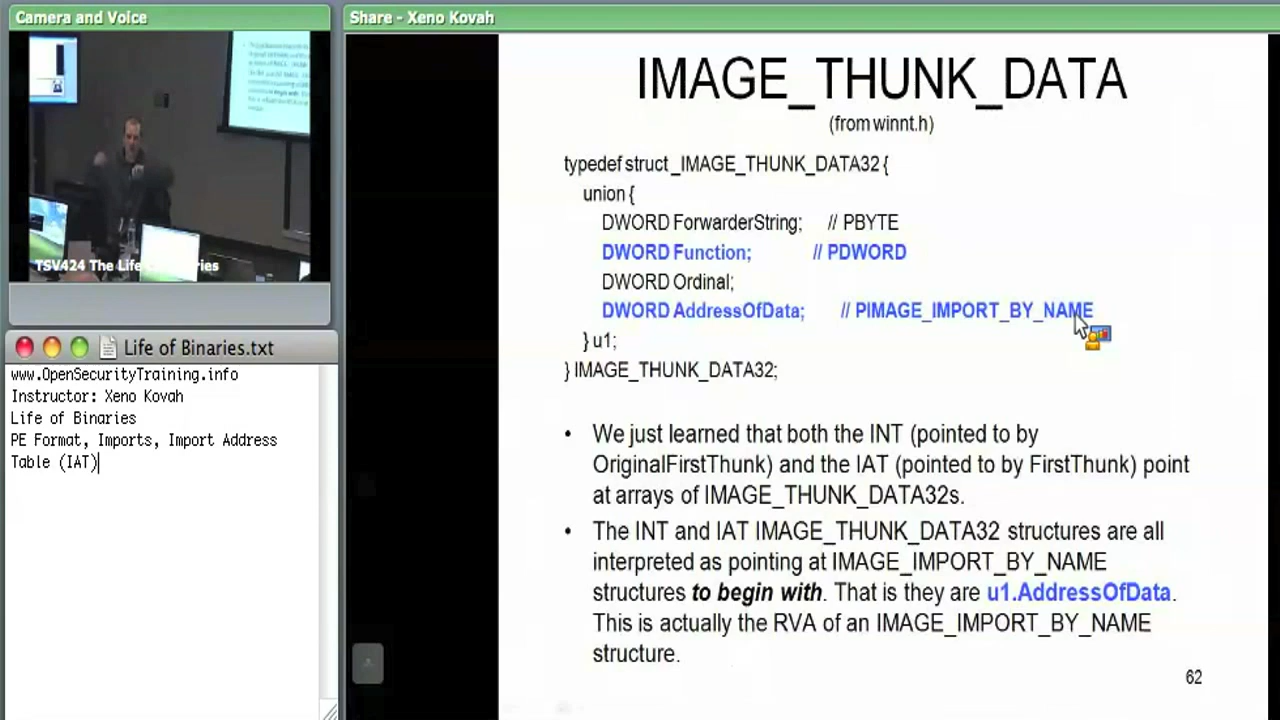 Camera and Voice
TSV424 The Life of Binaries
Life of Binaries.txt
www.OpenSecurityTraining.info
Instructor: Xeno Kovah
Life of Binaries
PE Format, Imports, Import Address
Table (IAT)
Share - Xeno Kovah
IMAGE_THUNK_DATA
(from winnt.h)
typedef struct _IMAGE_THUNK_DATA32 {
union {
DWORD ForwarderString; // PBYTE
DWORD Function; // PDWORD
DWORD Ordinal;
DWORD AddressOfData; // PIMAGE_IMPORT_BY_NAME
} u1;
} IMAGE_THUNK_DATA32;
• We just learned that both the INT (pointed to by
OriginalFirstThunk) and the IAT (pointed to by FirstThunk) point
at arrays of IMAGE_THUNK_DATA32s.
• The INT and IAT IMAGE_THUNK_DATA32 structures are all
interpreted as pointing at IMAGE_IMPORT_BY_NAME
structures to begin with. That is they are u1.AddressOfData.
This is actually the RVA of an IMAGE_IMPORT_BY_NAME
structure.
62